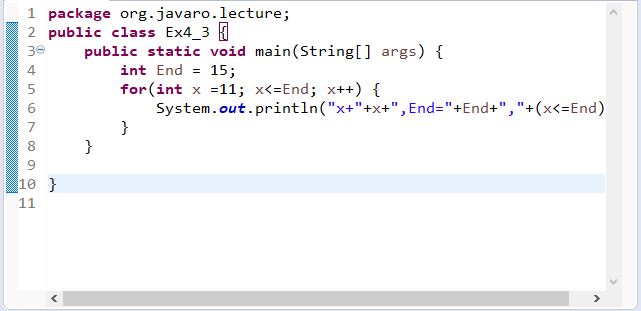 1 package org.javaro.lecture;
2 public class Ex4_3 {
3 public static void main(String[] args) {
4 int End = 15;
5 for(int x =11; x<=End; x++) {
6 System.out.println("x+"+x+",End="+End+","+(x<=End)
7 }
8 }
9
10 }
11